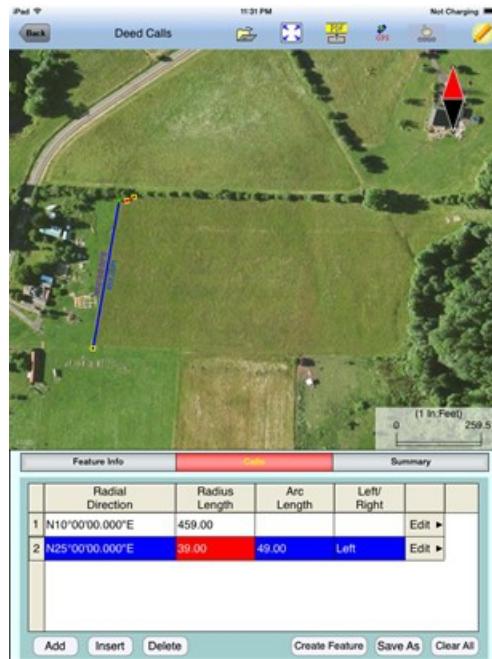 iPad 11:31 PM Not Charging
Back Deed Calls PDF GPS
(1 In:Feet)
0 259.5
Feature Info Calls Summary
Radial Direction Radius Length Arc Length Left/ Right
1 N10°00'00.000"E 459.00 Edit ►
2 N25°00'00.000"E 39.00 49.00 Left Edit ►
Add Insert Delete Create Feature Save As Clear All